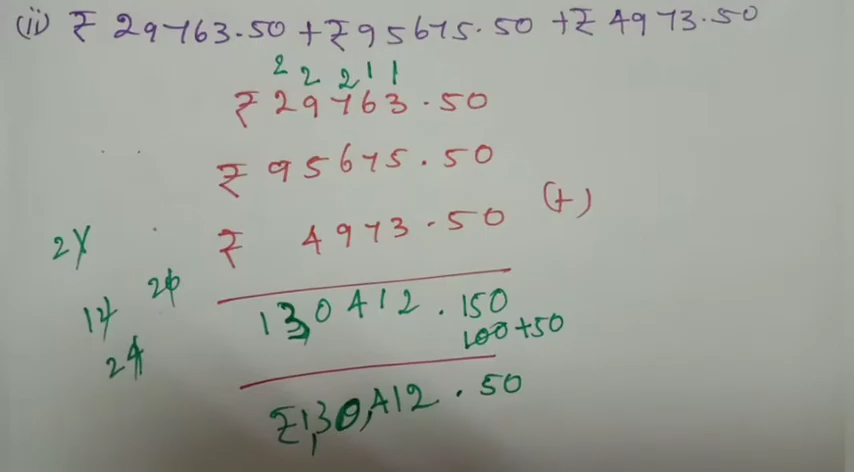 (ii) ₹ 29763.50 + ₹ 95675.50 + ₹ 4973.50
2 2 2 1 1
₹ 29763.50
₹ 95675.50
₹ 4973.50 (+)
130412.150
100+50
₹1,30,412.50